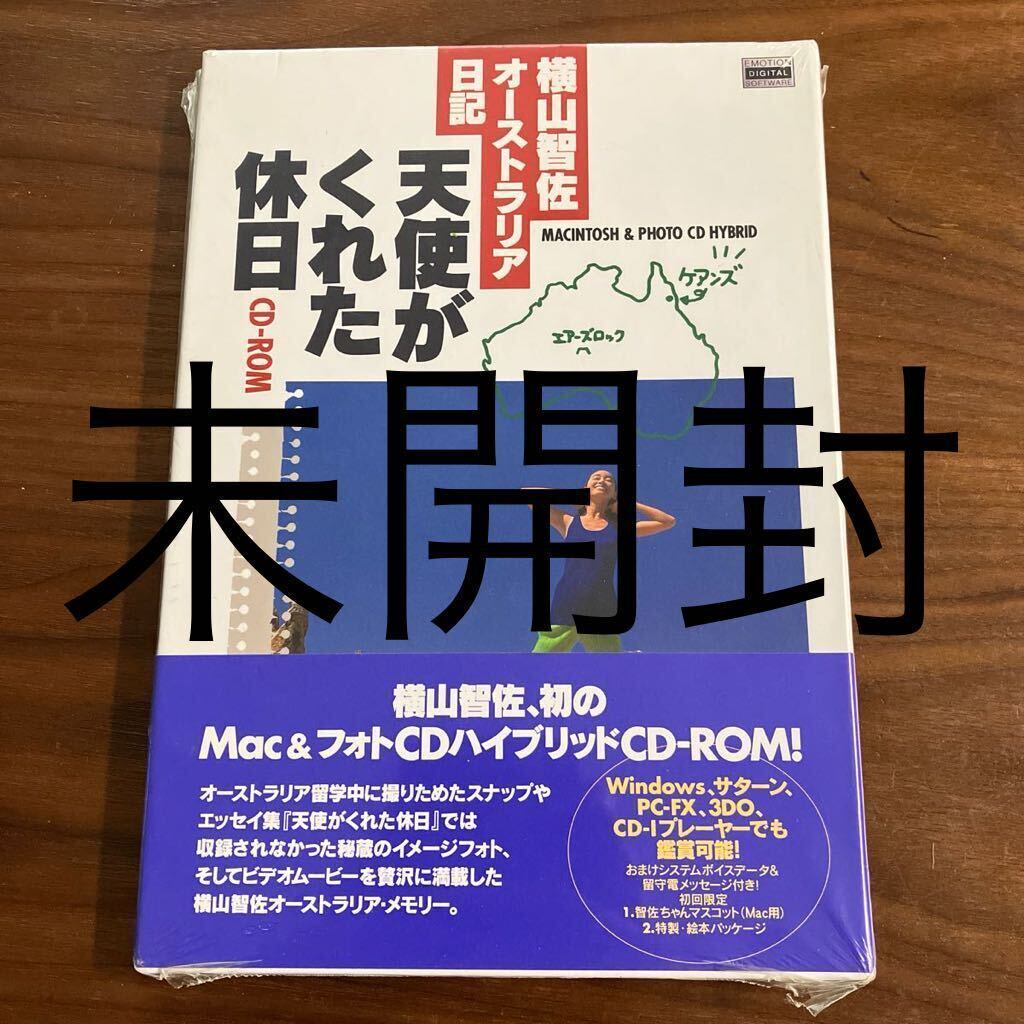 横山智佐
オーストラリア
日記
天使が
くれた
休日
CD-ROM
EMOTION
DIGITAL
SOFTWARE
MACINTOSH & PHOTO CD HYBRID
ケアンズ
エアーズロック
未開封
横山智佐、初の
Mac&フォトCDハイブリッドCD-ROM!
オーストラリア留学中に撮りためたスナップや
エッセイ集『天使がくれた休日』では
収録されなかった秘蔵のイメージフォト、
そしてビデオムービーを贅沢に満載した
横山智佐オーストラリア・メモリー。
Windows、サターン、
PC-FX、3DO、
CD-Iプレーヤーでも
鑑賞可能!
おまけシステムボイスデータ&
留守電メッセージ付き!
初回限定
1.智佐ちゃんマスコット(Mac用)
2.特製・絵本パッケージ